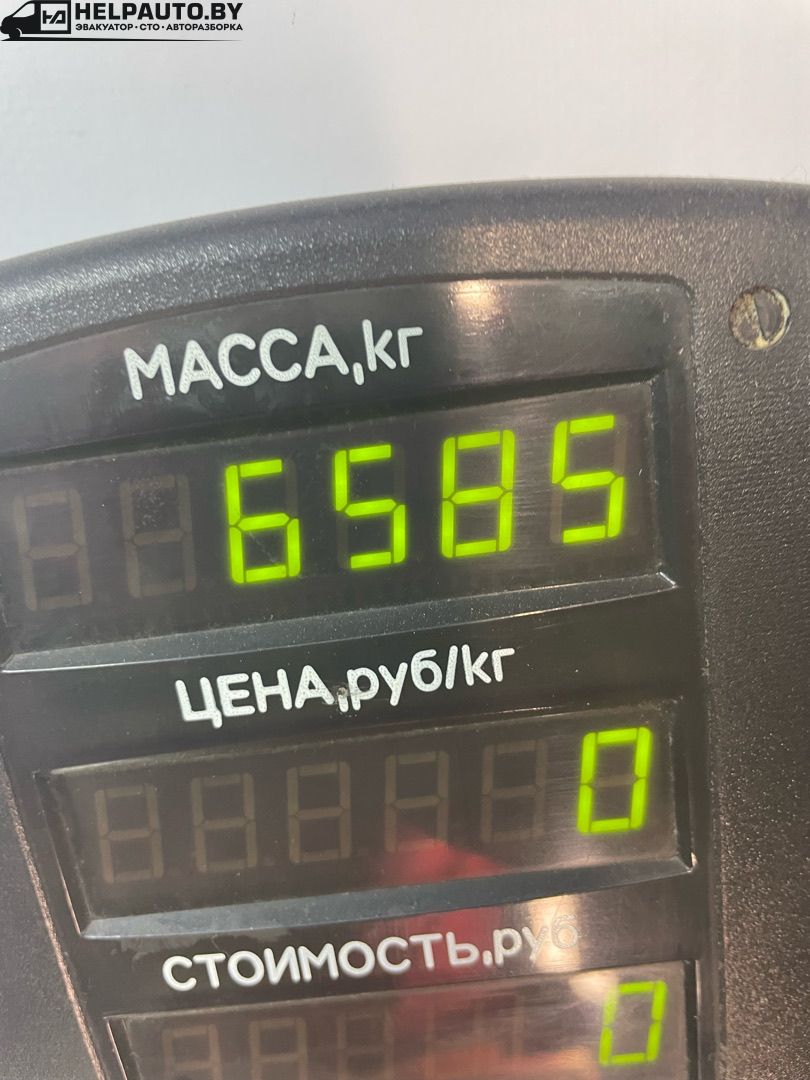 HELPAUTO.BY
ЭВАКУАТОР • СТО • АВТОРАЗБОРКА
МАССА,кг
6585
ЦЕНА,руб/кг
0
СТОИМОСТЬ,руб
0